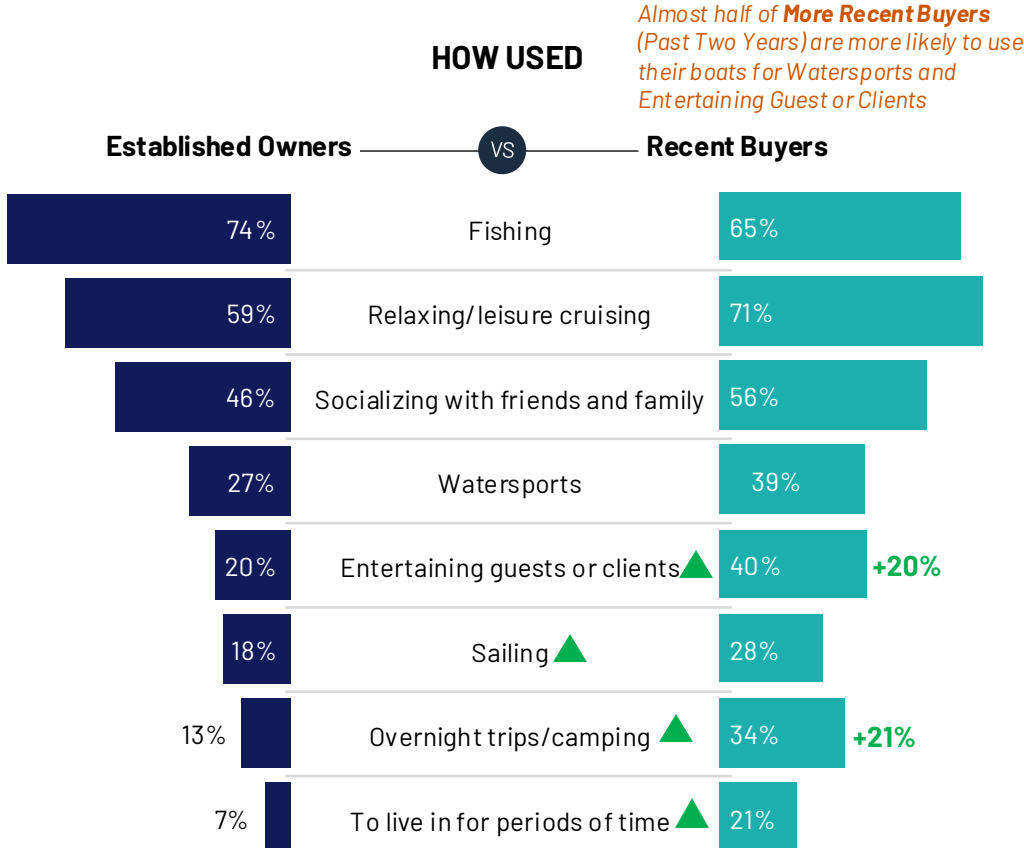 Almost half of More Recent Buyers
(Past Two Years) are more likely to use
their boats for Watersports and
Entertaining Guest or Clients
HOW USED
Established Owners VS Recent Buyers
74% Fishing 65%
59% Relaxing/leisure cruising 71%
46% Socializing with friends and family 56%
27% Watersports 39%
20% Entertaining guests or clients 40% +20%
18% Sailing 28%
13% Overnight trips/camping 34% +21%
7% To live in for periods of time 21%